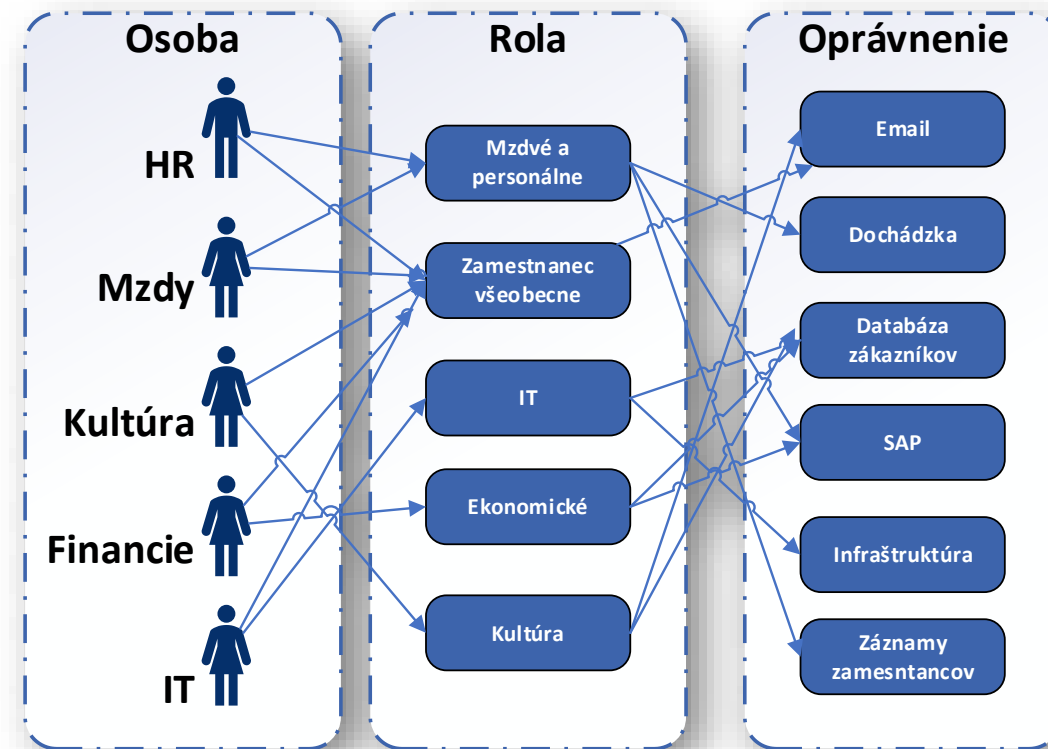 Osoba
HR
Mzdy
Kultúra
Financie
IT
Rola
Mzdvé a
personálne
Zamestnanec
všeobecne
IT
Ekonomické
Kultúra
Oprávnenie
Email
Dochádzka
Databáza
zákazníkov
SAP
Infraštruktúra
Záznamy
zamesntancov